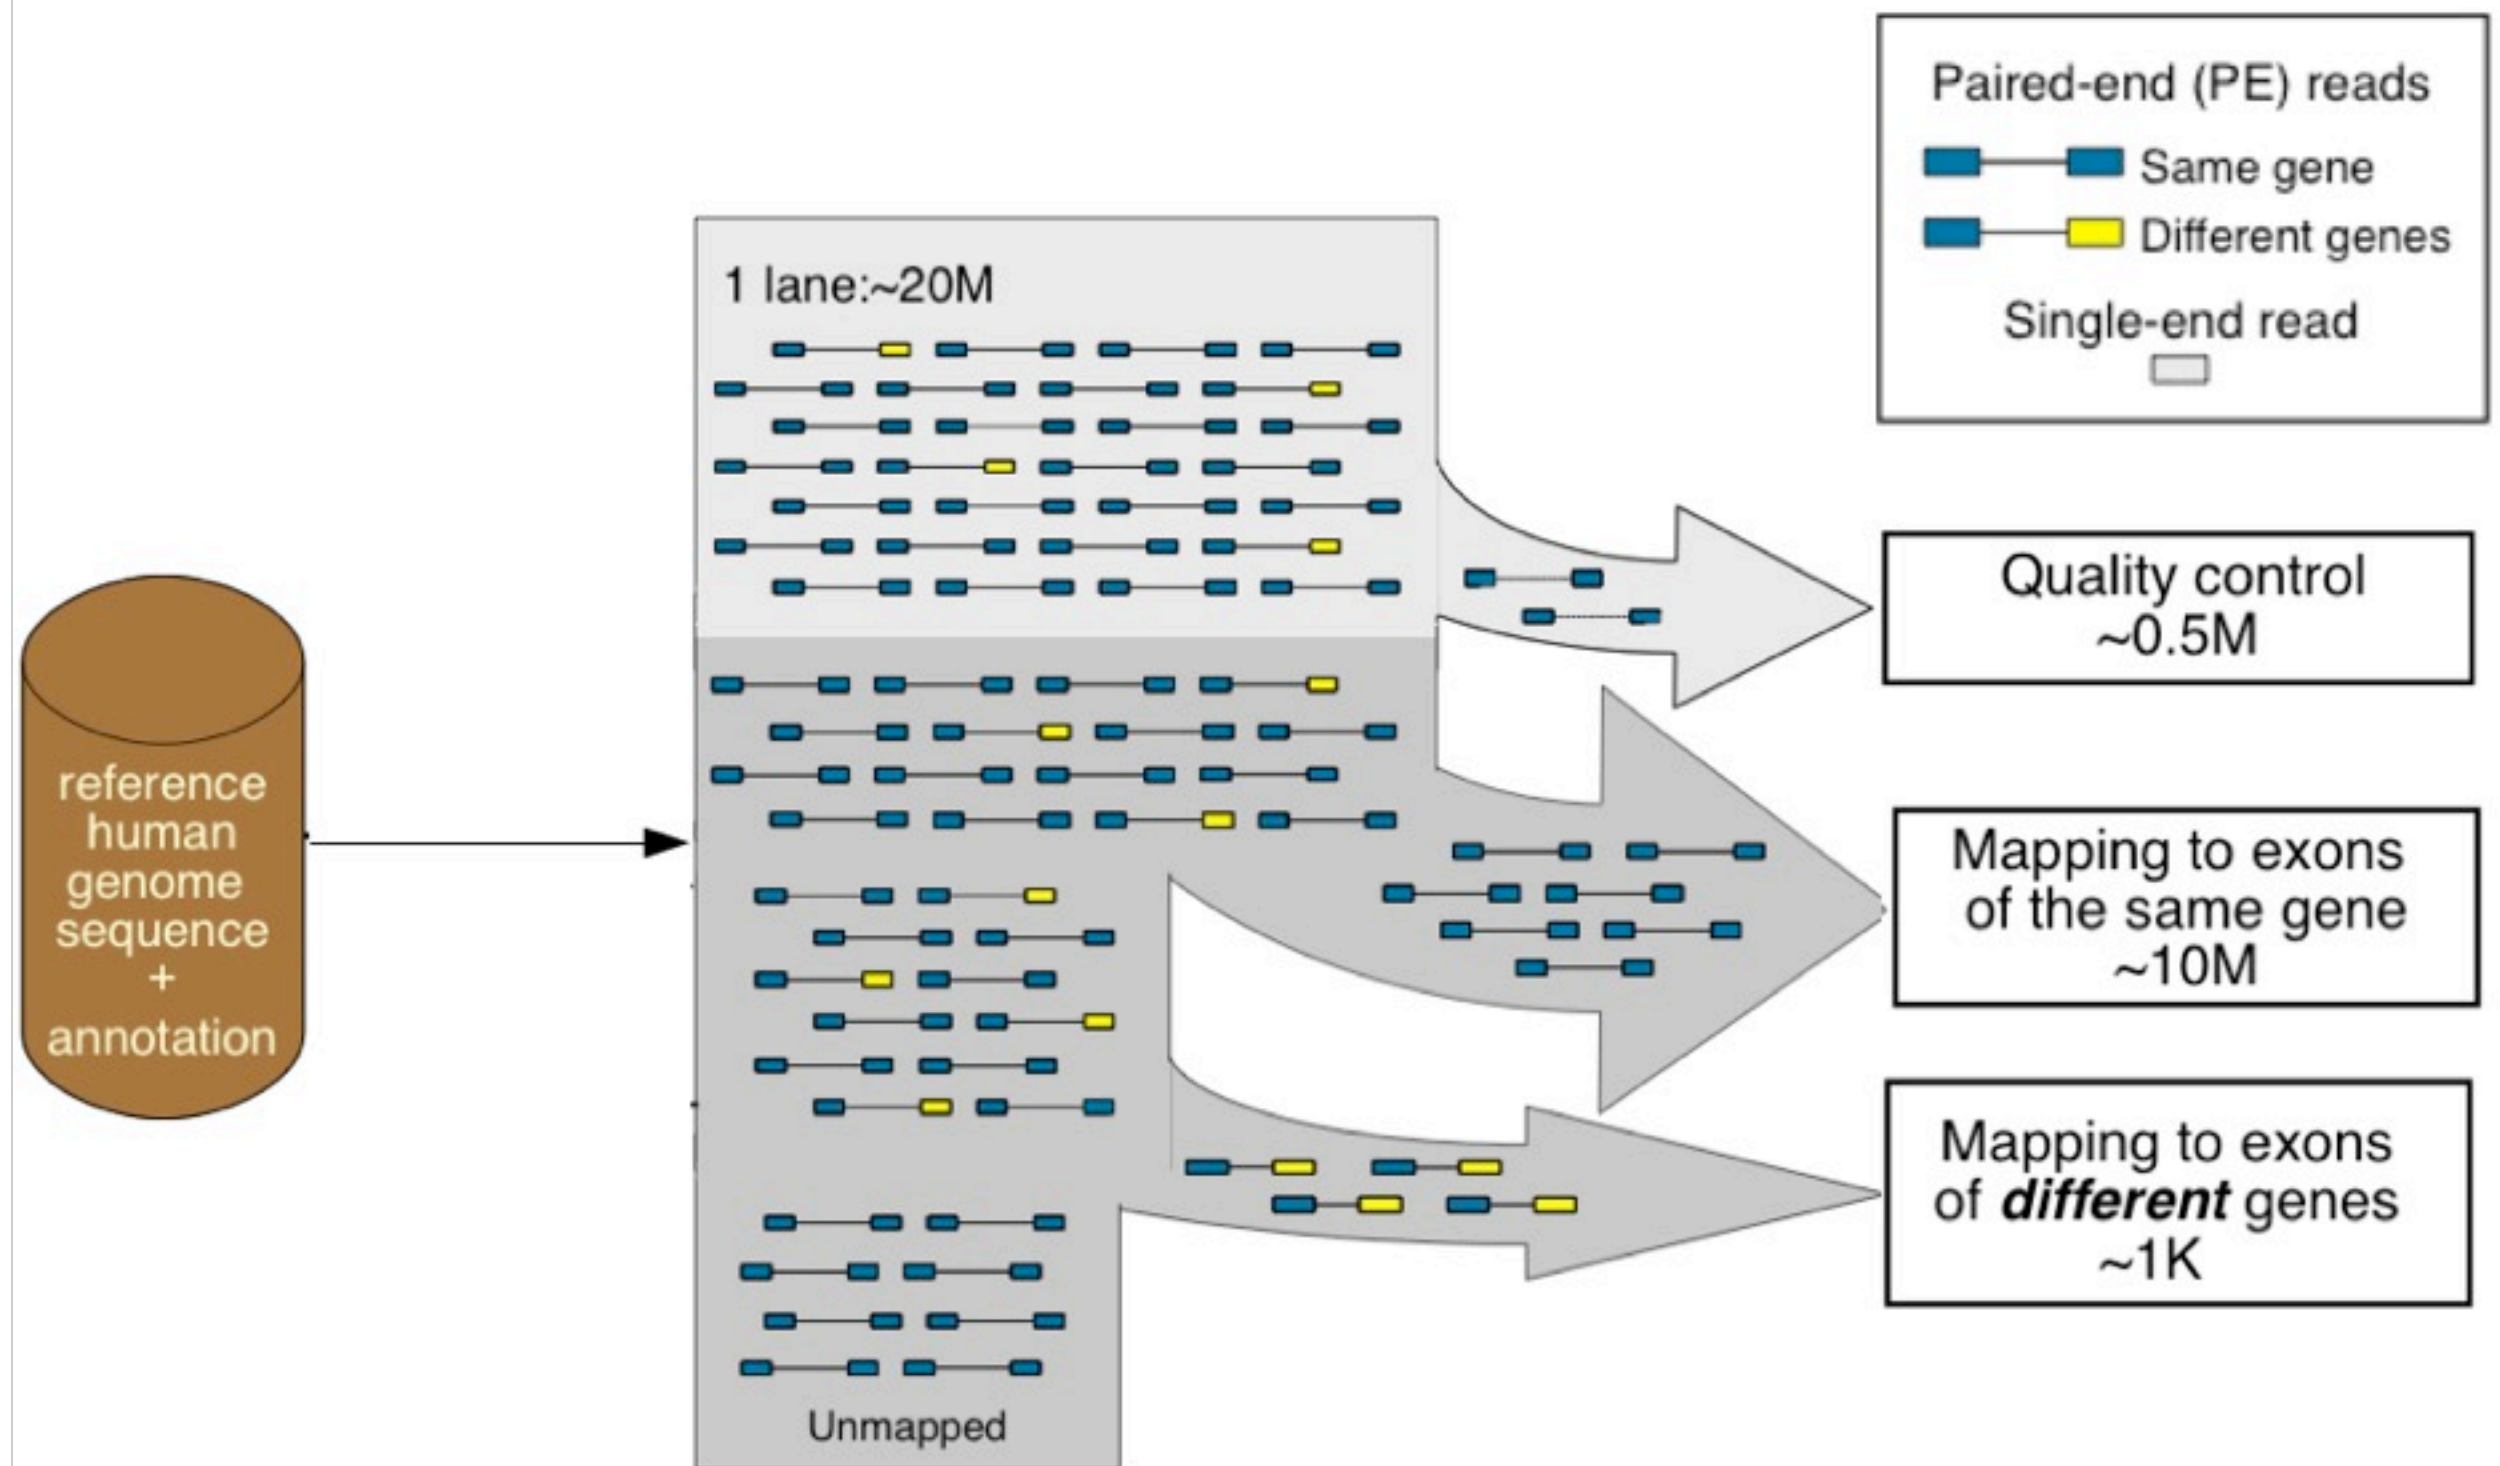 Paired-end (PE) reads
Same gene
Different genes
Single-end read
1 lane:~20M
Quality control
~0.5M
reference
human
genome
sequence
+
annotation
Mapping to exons
of the same gene
~10M
Mapping to exons
of different genes
~1K
Unmapped